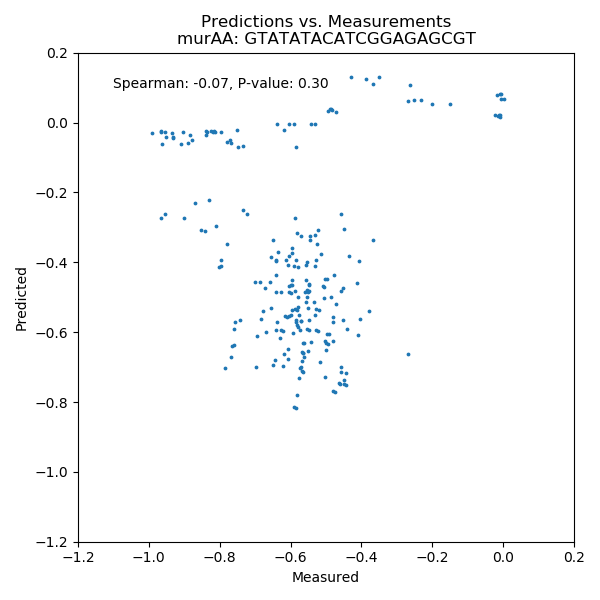 Predictions vs. Measurements
murAA: GTATATACATCGGAGAGCGT
Spearman: -0.07, P-value: 0.30
0.2
0.0
−0.2
−0.4
−0.6
−0.8
−1.0
−1.2
Predicted
−1.2 −1.0 −0.8 −0.6 −0.4 −0.2 0.0 0.2
Measured